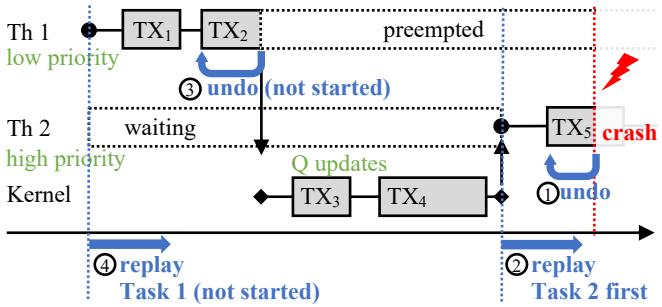 Th 1
low priority
TX1
TX2
preempted
③ undo (not started)
Th 2
high priority
waiting
TX5
crash
Q updates
① undo
Kernel
TX3
TX4
④ replay
Task 1 (not started)
② replay
Task 2 first